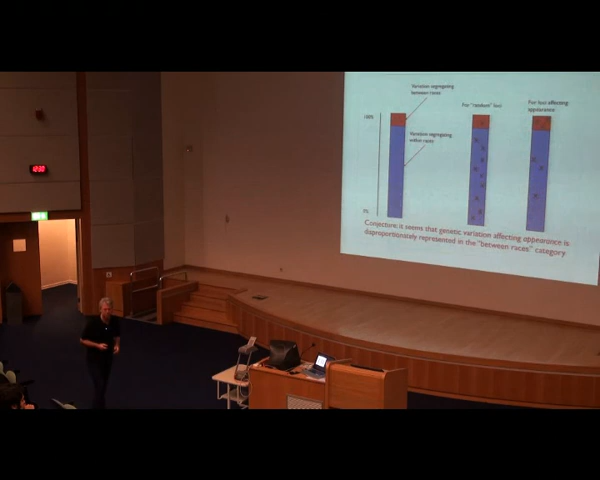 Variation segregating
between races
For "random" loci
For loci affecting
appearance
100%
Variation segregating
within races
0%
Conjecture: it seems that genetic variation affecting appearance is
disproportionately represented in the "between races" category